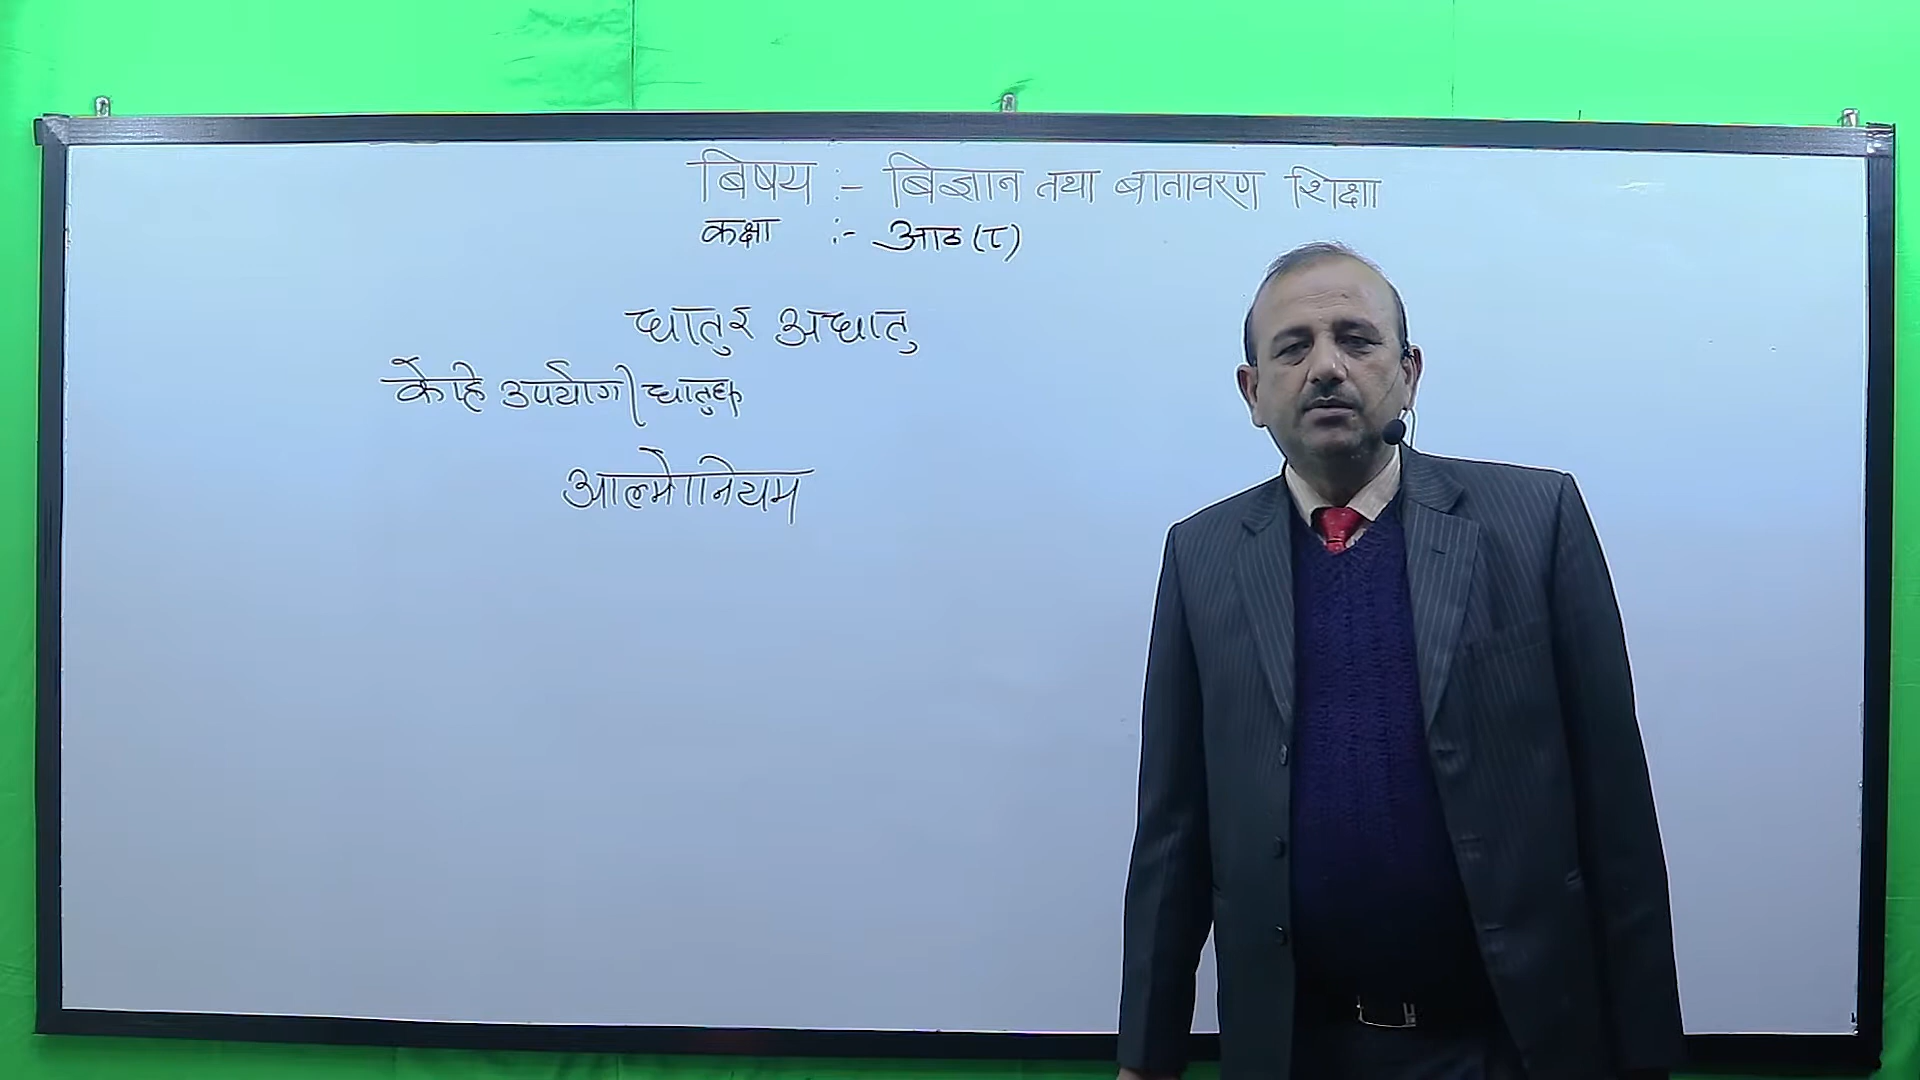 बिषय :- बिज्ञान तथा बातावरण शिक्षा
कक्षा :- आठ (८)
धातु र अधातु
केहि उपयोगी धातुहरू
आल्मोनियम